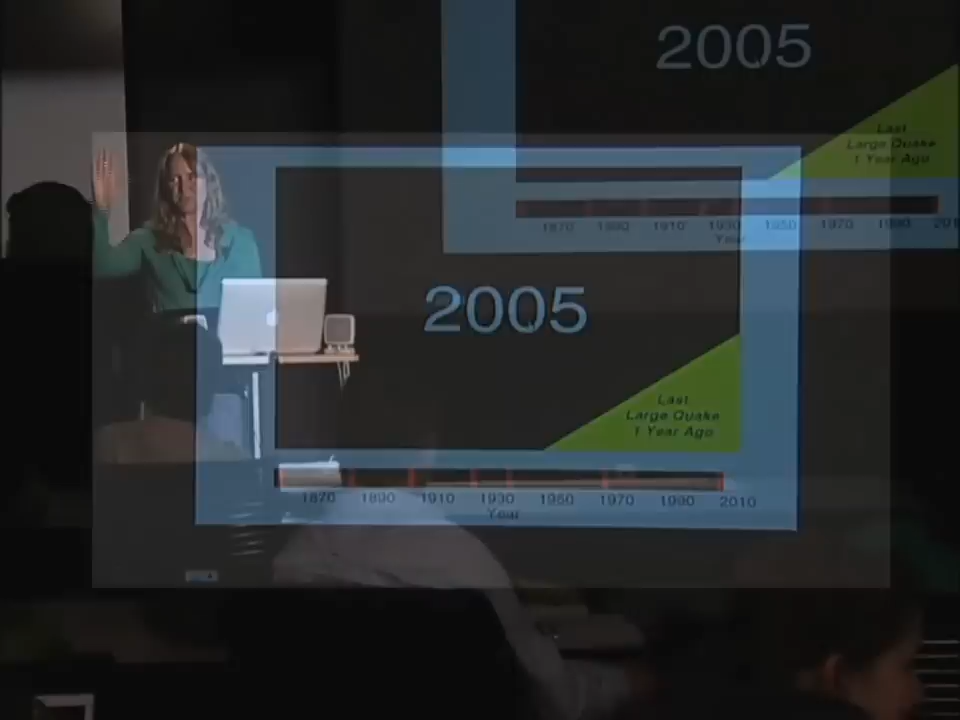 2005
Last
Large Quake
1 Year Ago
1870 1890 1910 1930 1950 1970 1990 201
Year
2005
Last
Large Quake
1 Year Ago
1870 1890 1910 1930 1950 1970 1990 2010
Year